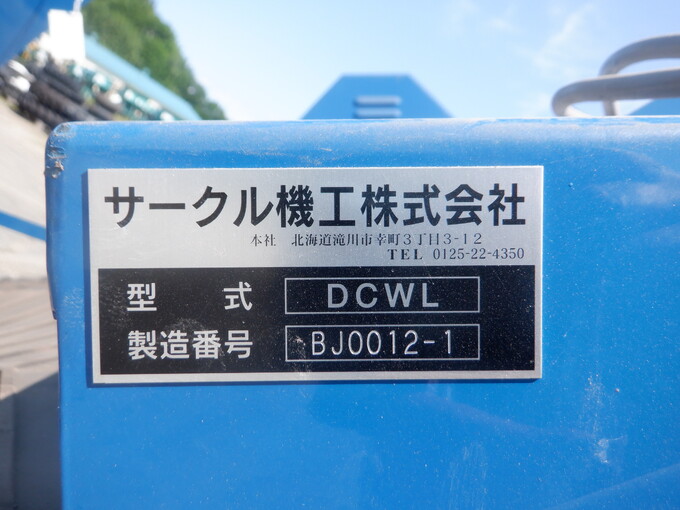 サークル機工株式会社
本社 北海道滝川市幸町3丁目3-12
TEL 0125-22-4350
型 式 DCWL
製造番号 BJ0012-1